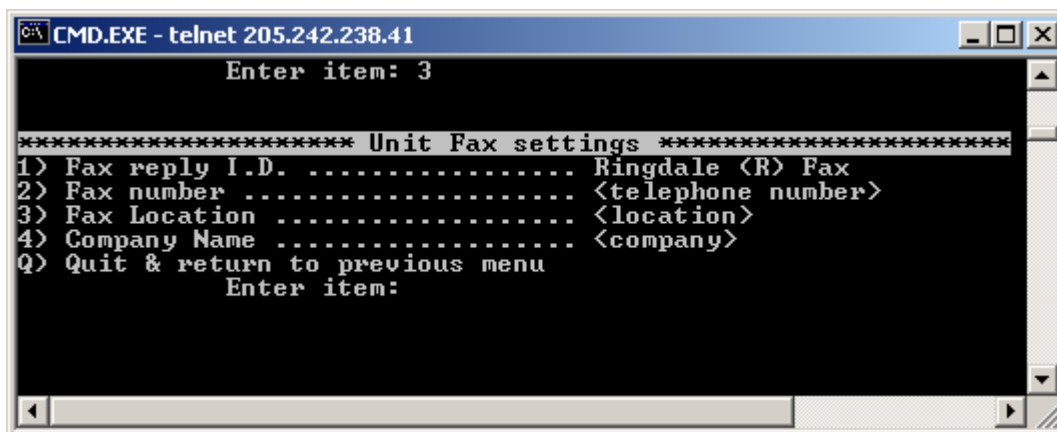 CMD.EXE - telnet 205.242.238.41
Enter item: 3
********************* Unit Fax settings **********************
1) Fax reply I.D. ................. Ringdale (R) Fax
2) Fax number ..................... <telephone number>
3) Fax Location ................... <location>
4) Company Name ................... <company>
Q) Quit & return to previous menu
Enter item: